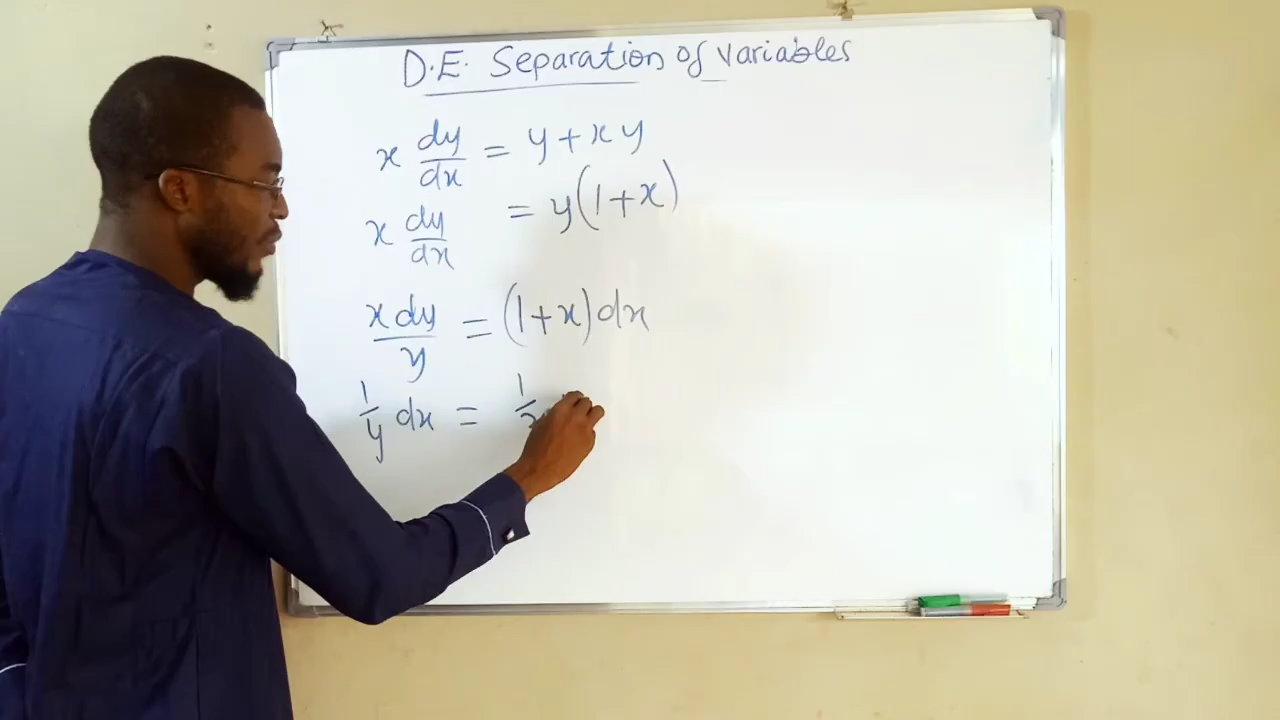 D.E. Separation of variables
x dy/dx = y + xy
x dy/dx = y(1+x)
x dy/y = (1+x)dx
1/y dx = 1/